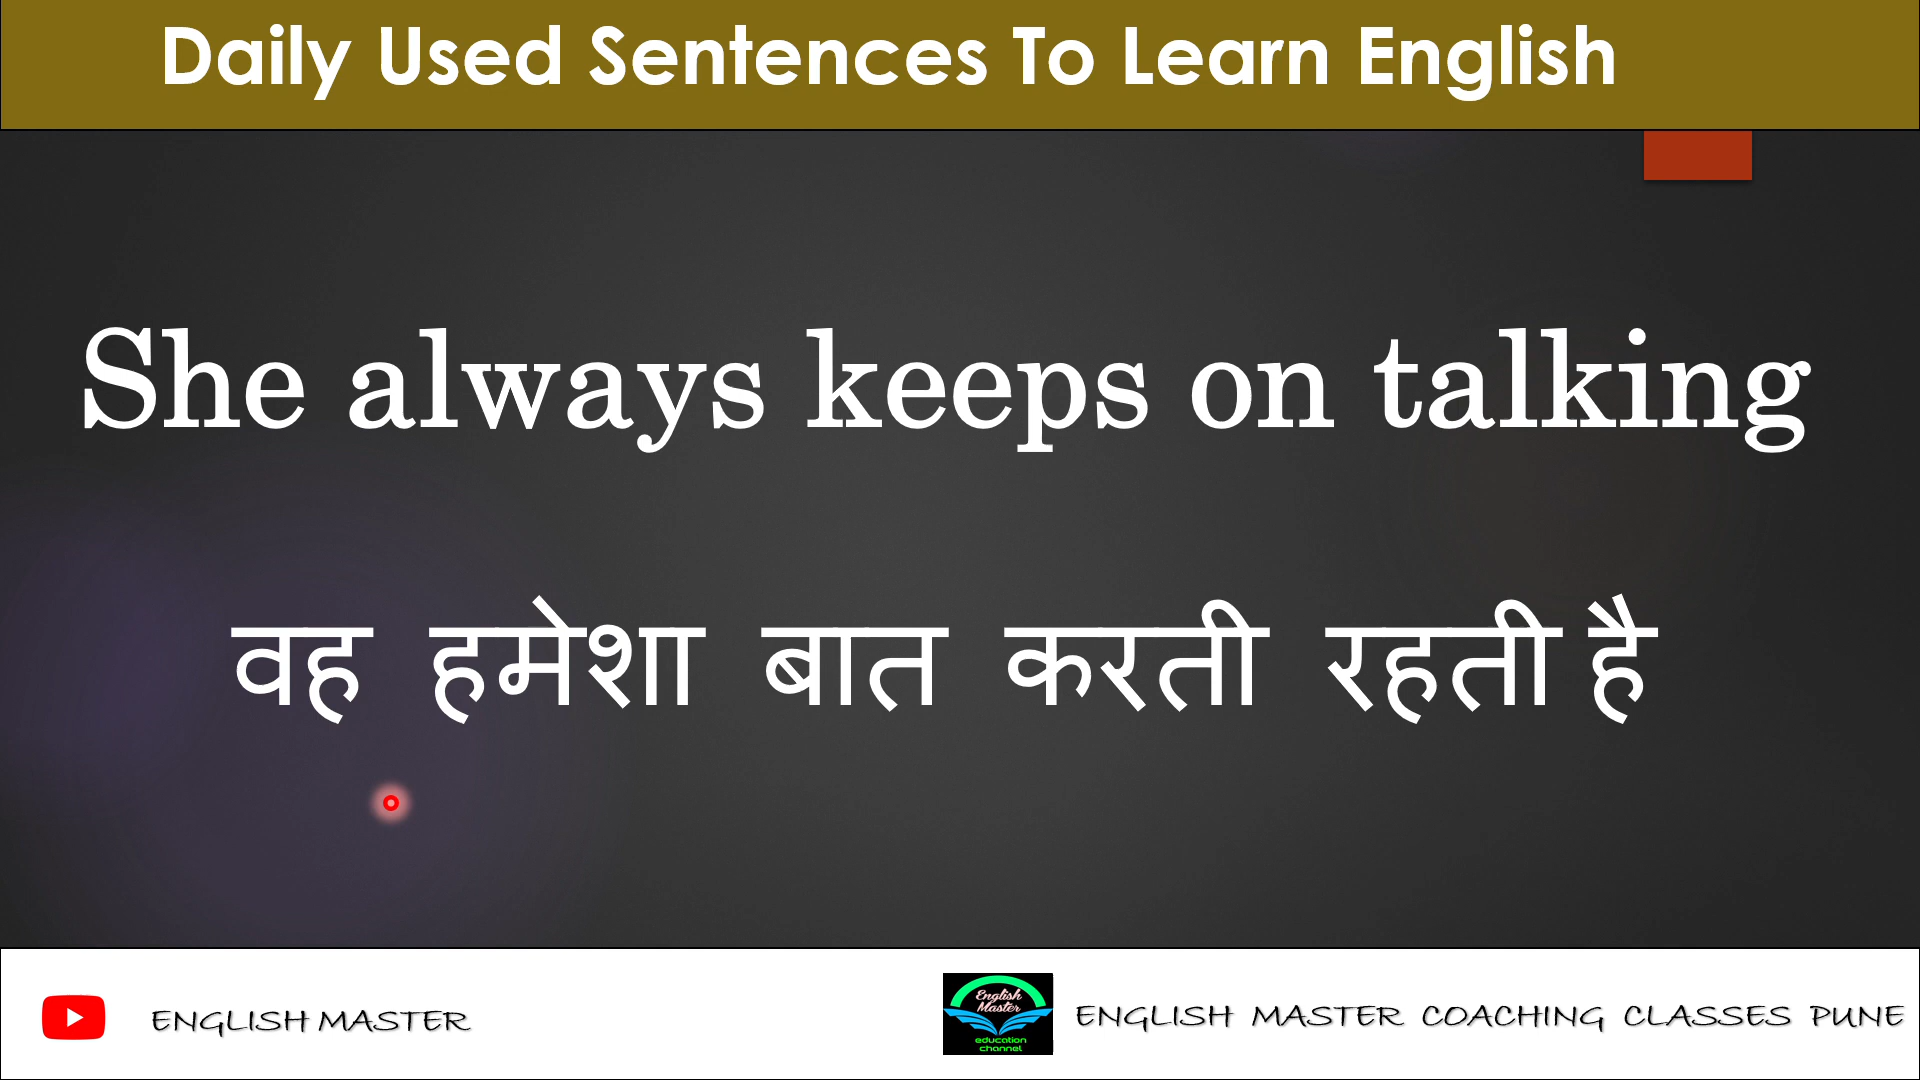 Daily Used Sentences To Learn English
She always keeps on talking
वह हमेशा बात करती रहती है
ENGLISH MASTER
English
Master
education
channel
ENGLISH MASTER COACHING CLASSES PUNE